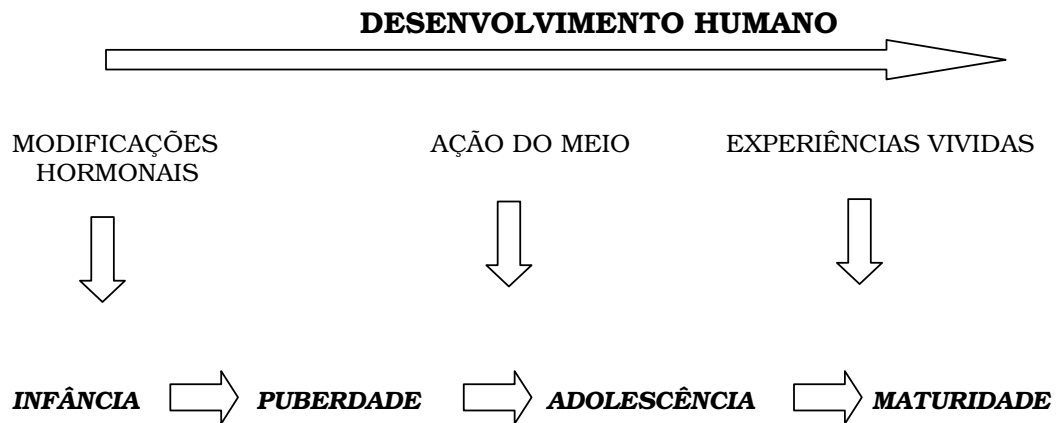 DESENVOLVIMENTO HUMANO
MODIFICAÇÕES
HORMONAIS
AÇÃO DO MEIO
EXPERIÊNCIAS VIVIDAS
INFÂNCIA
PUBERDADE
ADOLESCÊNCIA
MATURIDADE